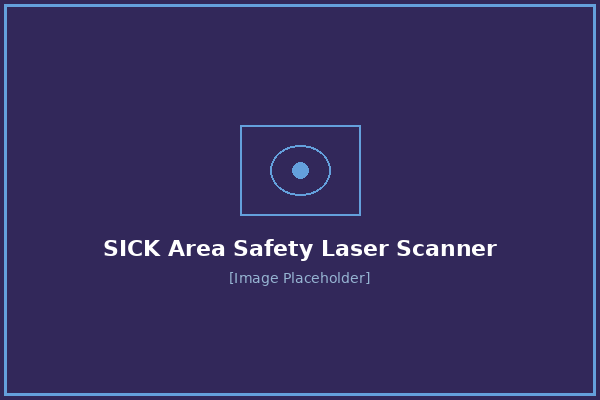 SICK Area Safety Laser Scanner
[Image Placeholder]